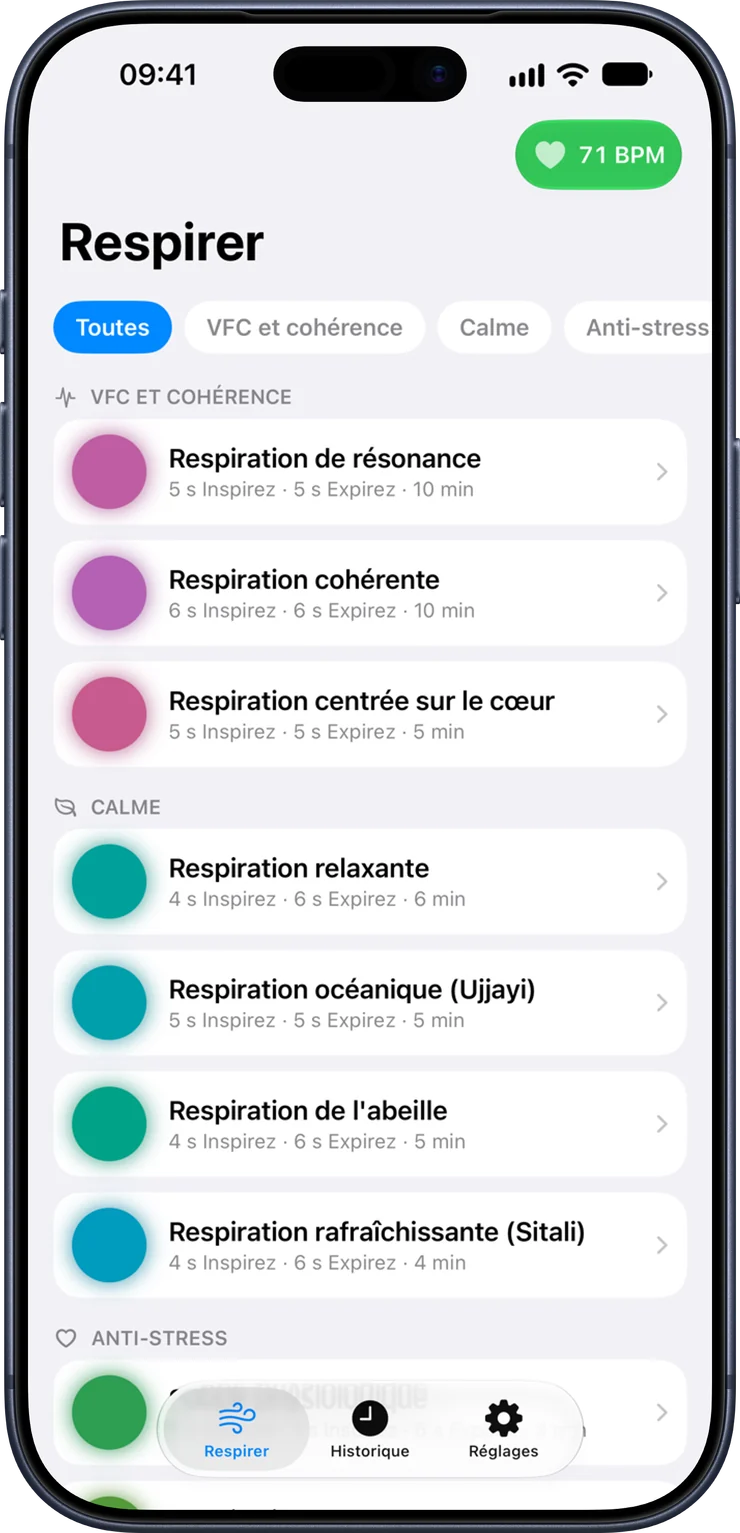 09:41
71 BPM
Respirer
Toutes
VFC et cohérence
Calme
Anti-stress
VFC ET COHÉRENCE
Respiration de résonance
5 s Inspirez · 5 s Expirez · 10 min
Respiration cohérente
6 s Inspirez · 6 s Expirez · 10 min
Respiration centrée sur le cœur
5 s Inspirez · 5 s Expirez · 5 min
CALME
Respiration relaxante
4 s Inspirez · 6 s Expirez · 6 min
Respiration océanique (Ujjayi)
5 s Inspirez · 5 s Expirez · 5 min
Respiration de l'abeille
4 s Inspirez · 6 s Expirez · 5 min
Respiration rafraîchissante (Sitali)
4 s Inspirez · 6 s Expirez · 4 min
ANTI-STRESS
Respirer
Historique
Réglages